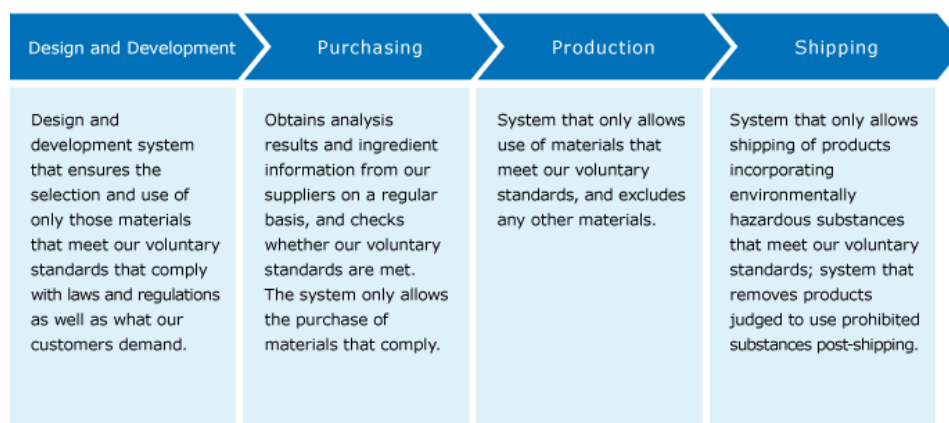 Design and Development
Purchasing
Production
Shipping
Design and
development system
that ensures the
selection and use of
only those materials
that meet our voluntary
standards that comply
with laws and regulations
as well as what our
customers demand.
Obtains analysis
results and ingredient
information from our
suppliers on a regular
basis, and checks
whether our voluntary
standards are met.
The system only allows
the purchase of
materials that comply.
System that only allows
use of materials that
meet our voluntary
standards, and excludes
any other materials.
System that only allows
shipping of products
incorporating
environmentally
hazardous substances
that meet our voluntary
standards; system that
removes products
judged to use prohibited
substances post-shipping.